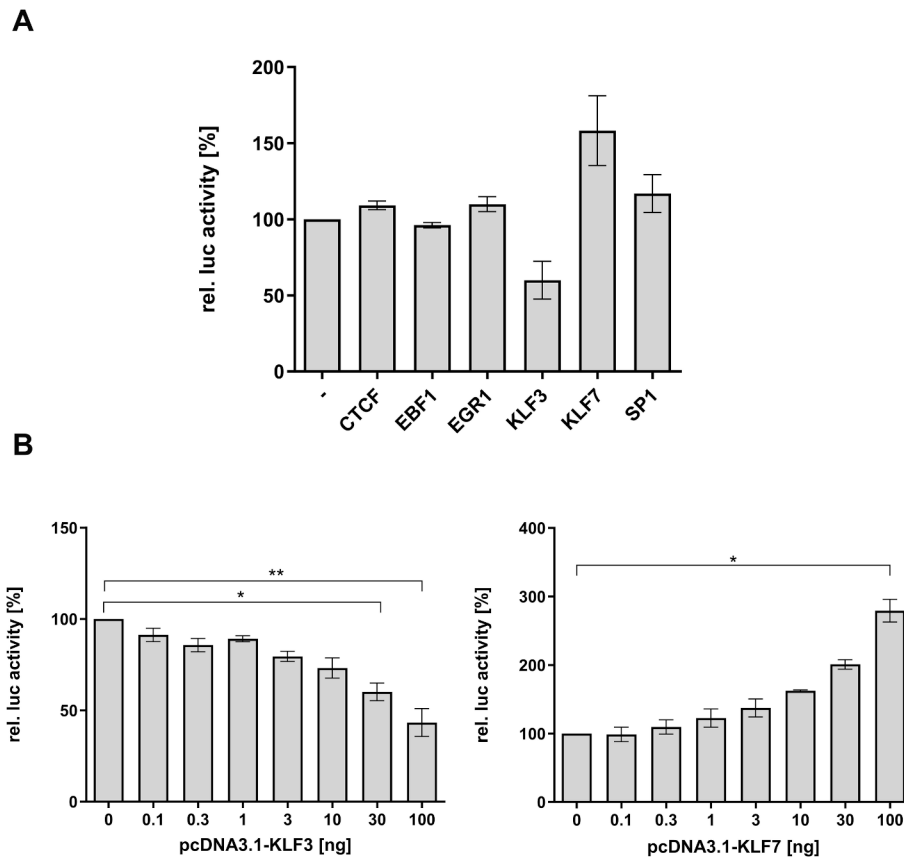 A
rel. luc activity [%]
200
150
100
50
0
-
CTCF
EBF1
EGR1
KLF3
KLF7
SP1
B
rel. luc activity [%]
150
100
50
0
**
*
0 0.1 0.3 1 3 10 30 100
pcDNA3.1-KLF3 [ng]
rel. luc activity [%]
400
300
200
100
0
*
0 0.1 0.3 1 3 10 30 100
pcDNA3.1-KLF7 [ng]